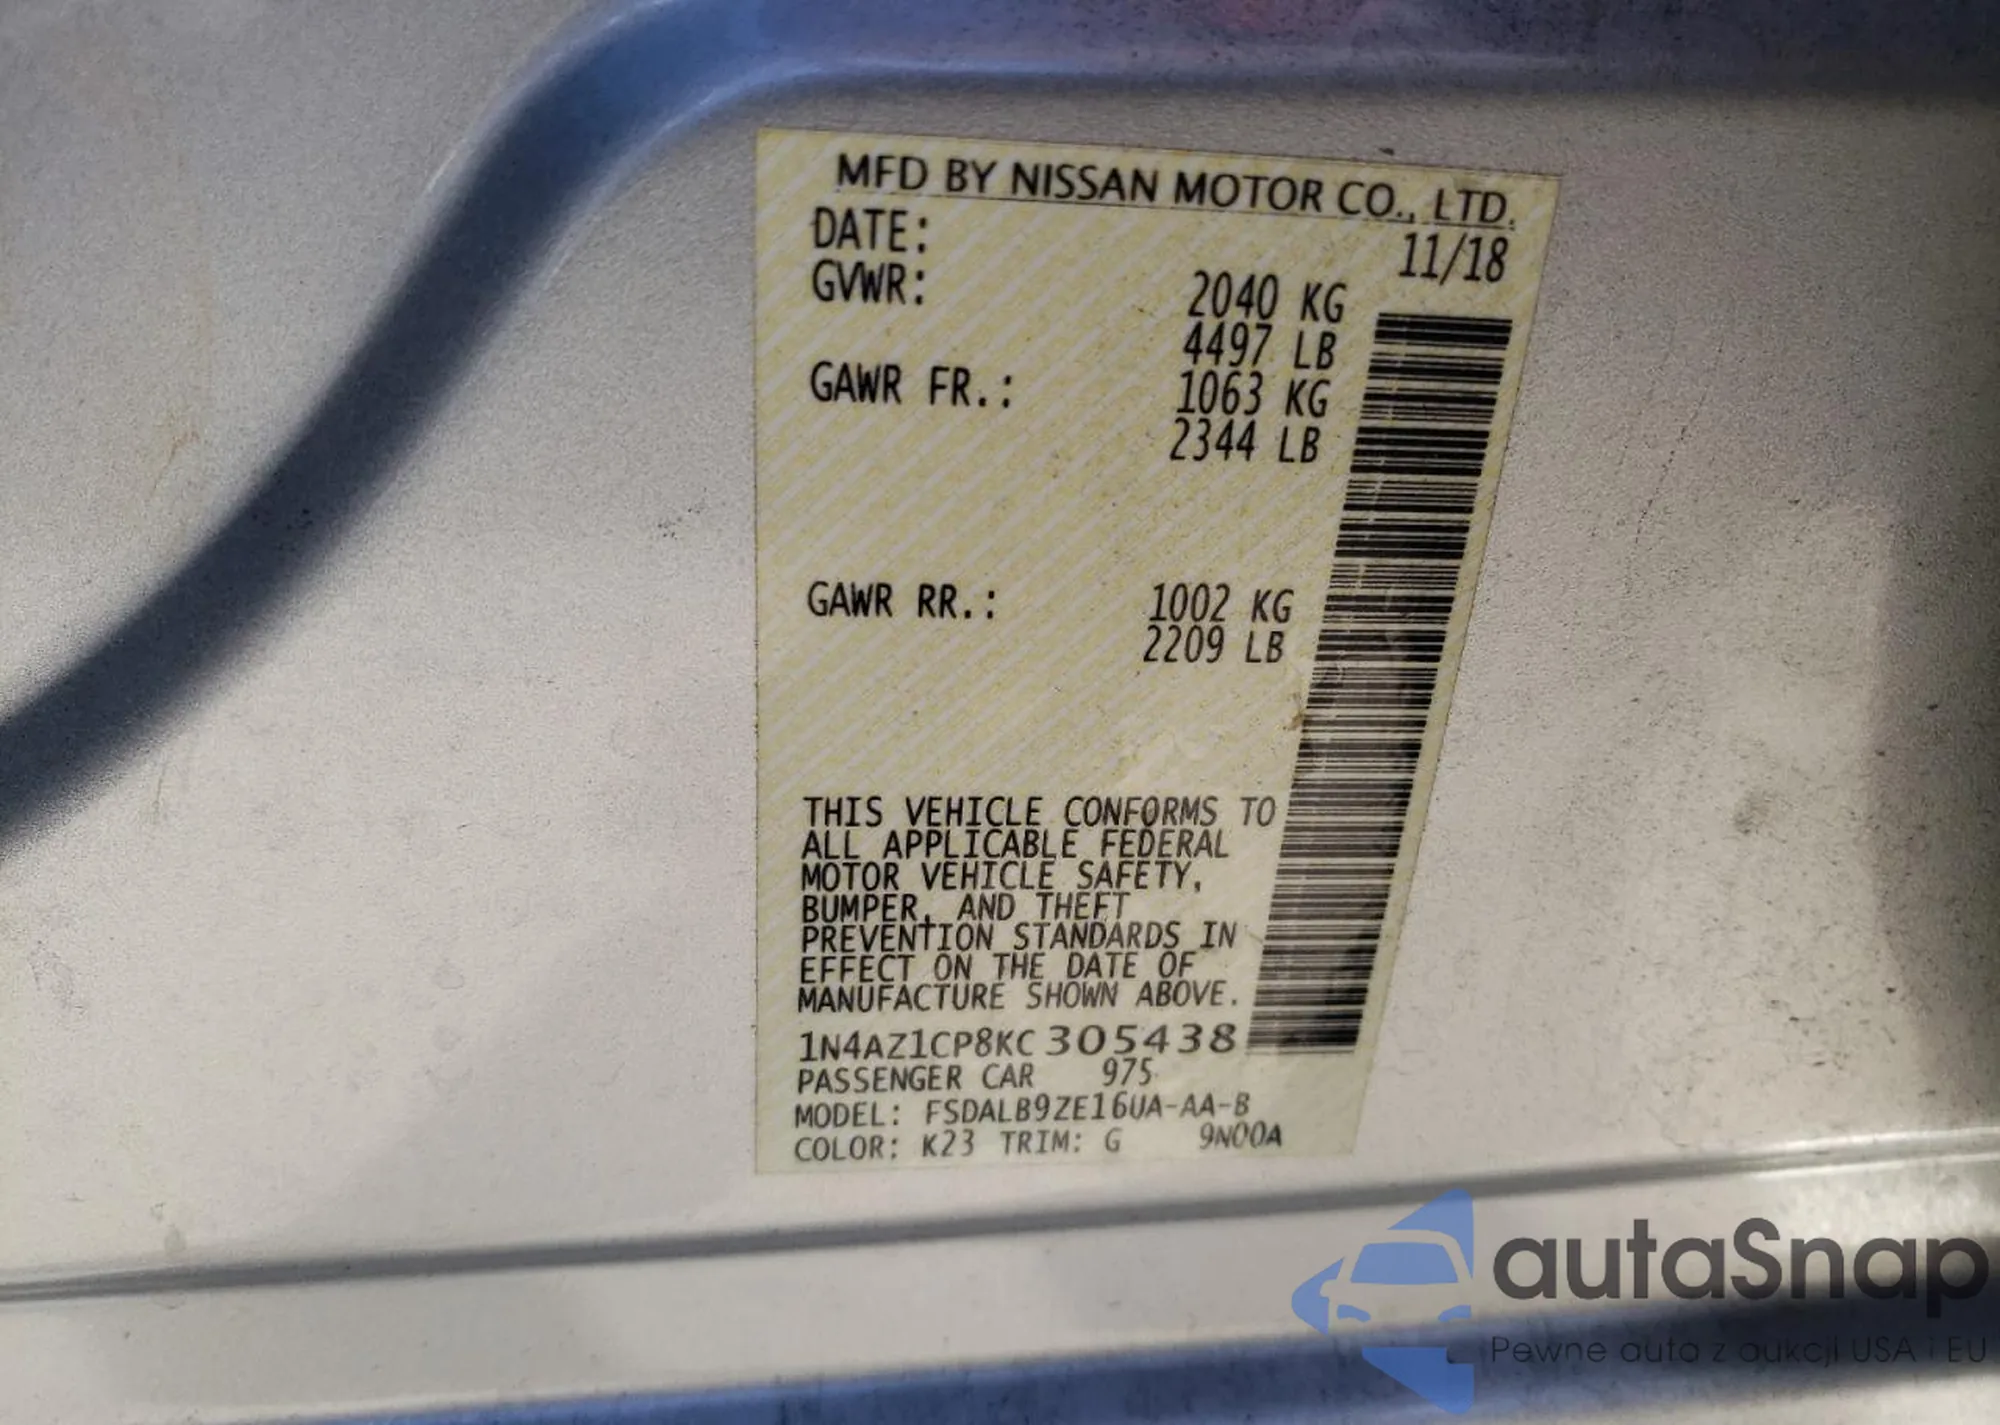 MFD BY NISSAN MOTOR CO., LTD.
DATE: 11/18
GVWR: 2040 KG
4497 LB
GAWR FR.: 1063 KG
2344 LB
GAWR RR.: 1002 KG
2209 LB
THIS VEHICLE CONFORMS TO
ALL APPLICABLE FEDERAL
MOTOR VEHICLE SAFETY,
BUMPER, AND THEFT
PREVENTION STANDARDS IN
EFFECT ON THE DATE OF
MANUFACTURE SHOWN ABOVE.
1N4AZ1CP8KC305438
PASSENGER CAR 975
MODEL: FSDALB9ZE16UA-AA-B
COLOR: K23 TRIM: G 9N00A
autaSnap
Pewne auta z aukcji USA i EU